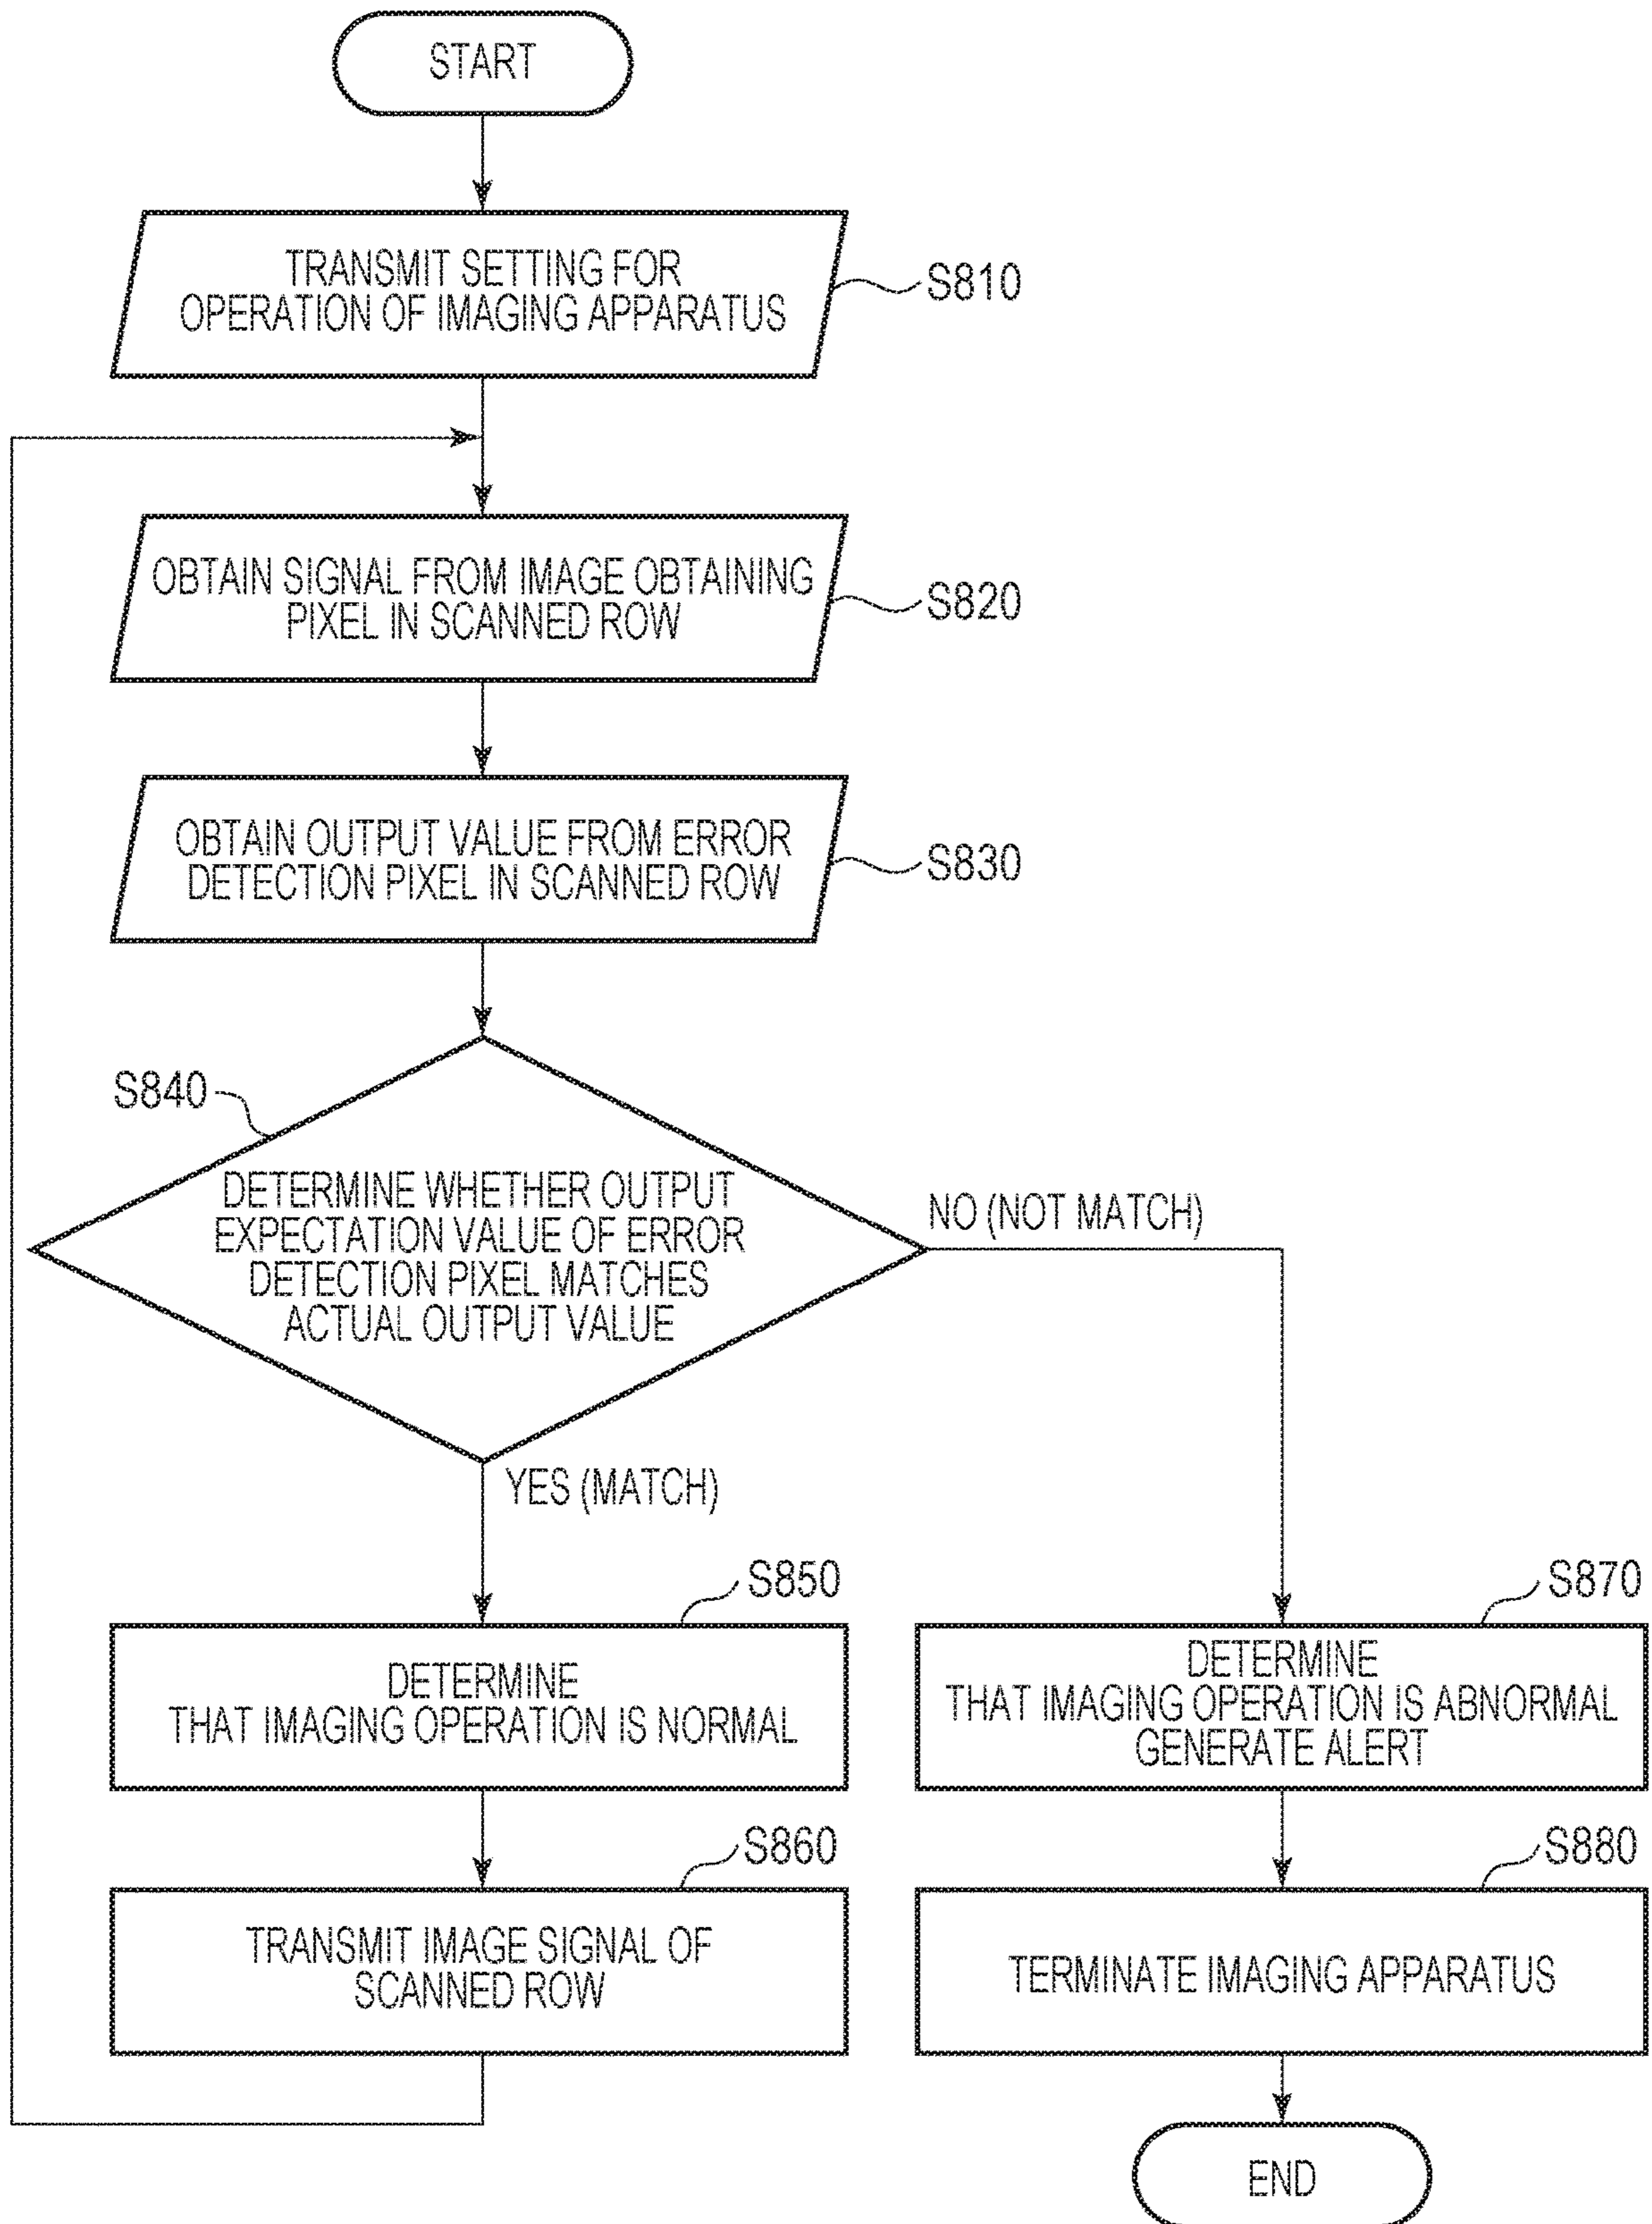 START
TRANSMIT SETTING FOR
OPERATION OF IMAGING APPARATUS
S810
OBTAIN SIGNAL FROM IMAGE OBTAINING
PIXEL IN SCANNED ROW
S820
OBTAIN OUTPUT VALUE FROM ERROR
DETECTION PIXEL IN SCANNED ROW
S830
S840
DETERMINE WHETHER OUTPUT
EXPECTATION VALUE OF ERROR
DETECTION PIXEL MATCHES
ACTUAL OUTPUT VALUE
NO (NOT MATCH)
YES (MATCH)
S850
DETERMINE
THAT IMAGING OPERATION IS NORMAL
S870
DETERMINE
THAT IMAGING OPERATION IS ABNORMAL
GENERATE ALERT
S860
TRANSMIT IMAGE SIGNAL OF
SCANNED ROW
S880
TERMINATE IMAGING APPARATUS
END